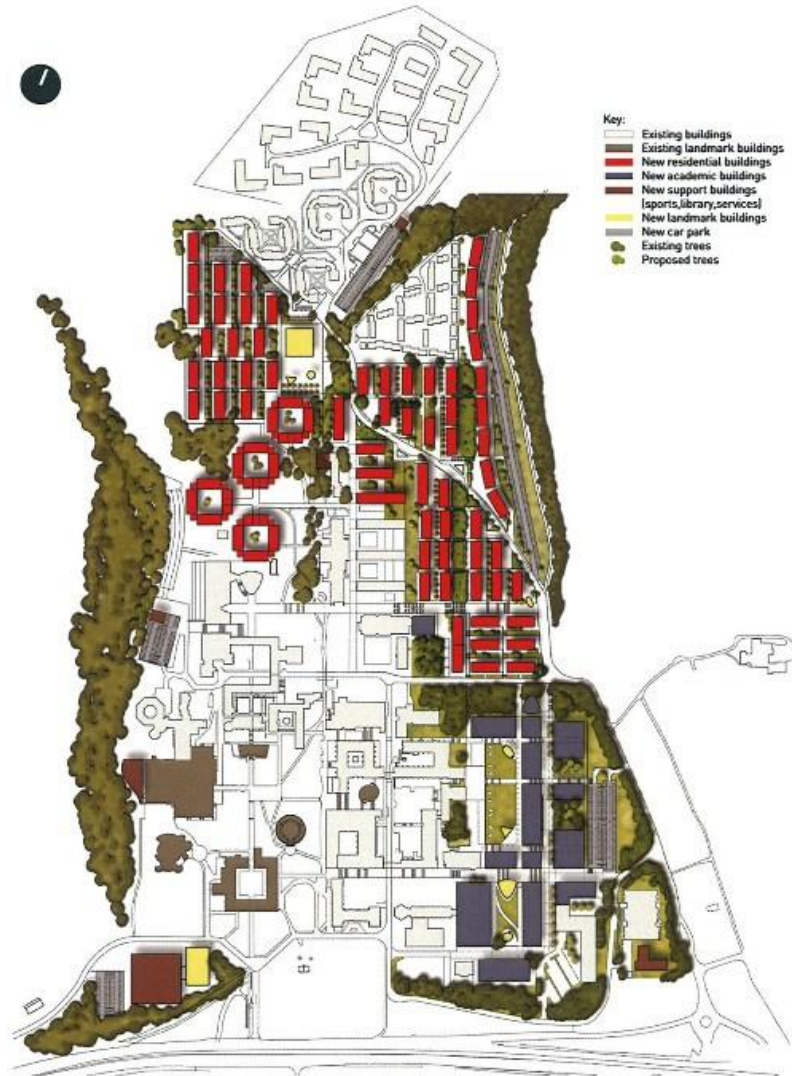 Key:
Existing buildings
Existing landmark buildings
New residential buildings
New academic buildings
New support buildings
(sports,library,services)
New landmark buildings
New car park
Existing trees
Proposed trees